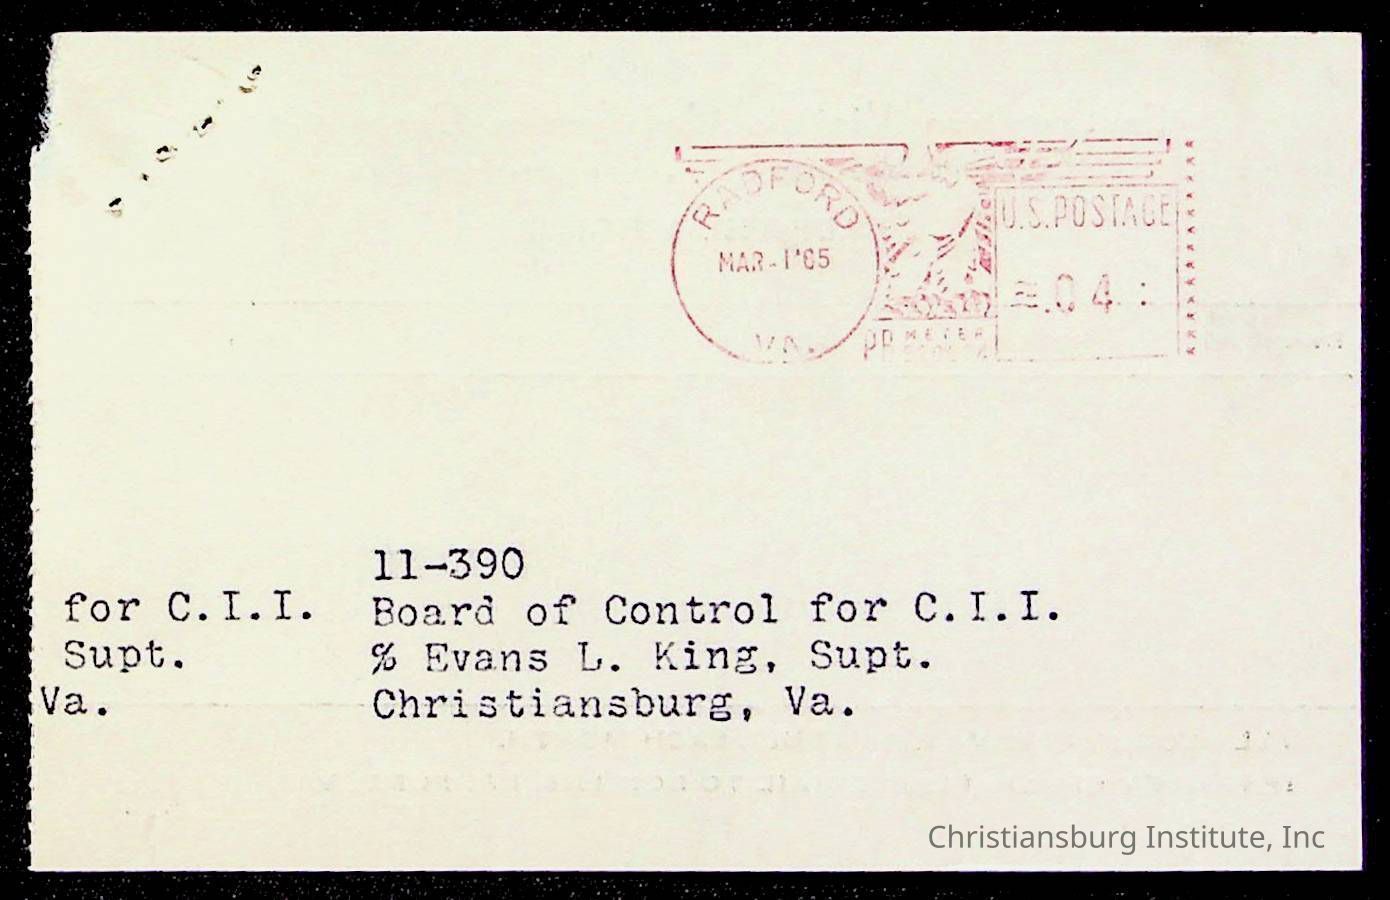 RADFORD
MAR-1'65
VA.
U.S.POSTAGE
.04
METER
11-390
for C.I.I. Board of Control for C.I.I.
Supt. % Evans L. King, Supt.
Va. Christiansburg, Va.
Christiansburg Institute, Inc